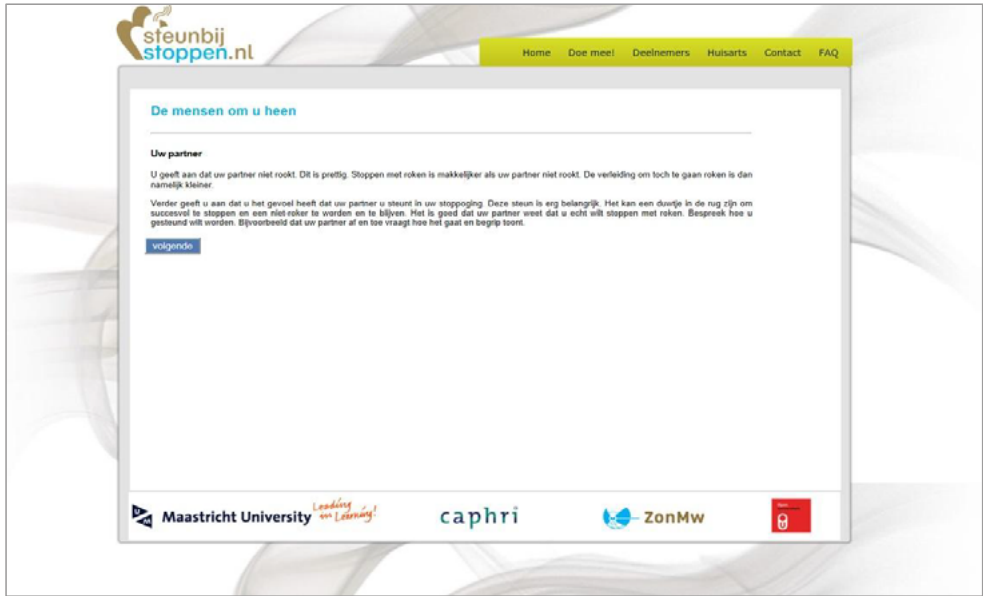 steunbij
stoppen.nl
Home Doe mee! Deelnemers Huisarts Contact FAQ
De mensen om u heen
Uw partner
U geeft aan dat uw partner niet rookt. Dit is prettig. Stoppen met roken is makkelijker als uw partner niet rookt. De verleiding om toch te gaan roken is dan
namelijk kleiner.
Verder geeft u aan dat u het gevoel heeft dat uw partner u steunt in uw stoppoging. Deze steun is erg belangrijk. Het kan een duwtje in de rug zijn om
succesvol te stoppen en een niet-roker te worden en te blijven. Het is goed dat uw partner weet dat u echt wilt stoppen met roken. Bespreek hoe u
gesteund wilt worden. Bijvoorbeeld dat uw partner af en toe vraagt hoe het gaat en begrip toont.
volgende
UM Maastricht University Leading in Learning!
caphri
ZonMw